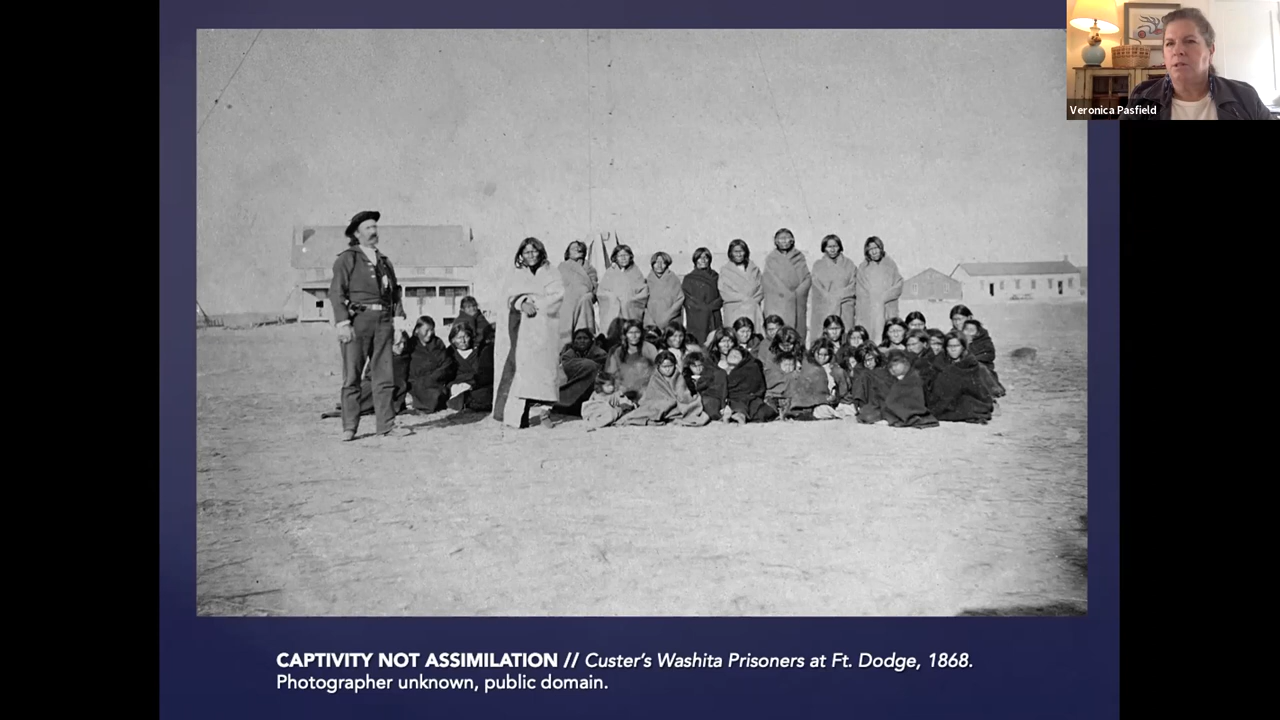 Veronica Pasfield
CAPTIVITY NOT ASSIMILATION // Custer's Washita Prisoners at Ft. Dodge, 1868.
Photographer unknown, public domain.